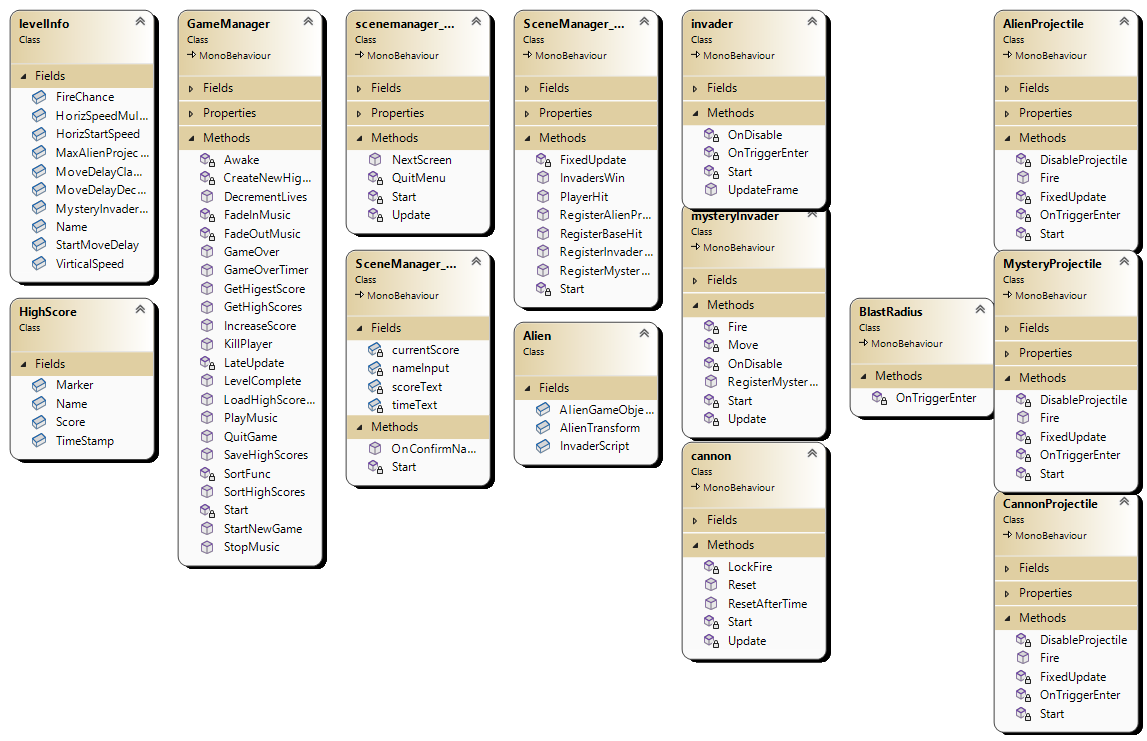 levelInfo
Class
Fields
FireChance
HorizSpeedMul...
HorizStartSpeed
MaxAlienProjec...
MoveDelayCla...
MoveDelayDec...
MysteryInvader...
Name
StartMoveDelay
VirticalSpeed
HighScore
Class
Fields
Marker
Name
Score
TimeStamp
GameManager
Class
MonoBehaviour
Fields
Properties
Methods
Awake
CreateNewHig...
DecrementLives
FadeInMusic
FadeOutMusic
GameOver
GameOverTimer
GetHigestScore
GetHighScores
IncreaseScore
KillPlayer
LateUpdate
LevelComplete
LoadHighScore...
PlayMusic
QuitGame
SaveHighScores
SortFunc
SortHighScores
Start
StartNewGame
StopMusic
scenemanager_...
Class
MonoBehaviour
Fields
Properties
Methods
NextScreen
QuitMenu
Start
Update
SceneManager_...
Class
MonoBehaviour
Fields
currentScore
nameInput
scoreText
timeText
Methods
OnConfirmNa...
Start
SceneManager_...
Class
MonoBehaviour
Fields
Properties
Methods
FixedUpdate
InvadersWin
PlayerHit
RegisterAlienPr...
RegisterBaseHit
RegisterInvader...
RegisterMyster...
Start
Alien
Class
Fields
AlienGameObje...
AlienTransform
InvaderScript
invader
Class
MonoBehaviour
Fields
Methods
OnDisable
OnTriggerEnter
Start
UpdateFrame
mysteryInvader
Class
MonoBehaviour
Fields
Methods
Fire
Move
OnDisable
RegisterMyster...
Start
Update
cannon
Class
MonoBehaviour
Fields
Methods
LockFire
Reset
ResetAfterTime
Start
Update
BlastRadius
Class
MonoBehaviour
Methods
OnTriggerEnter
AlienProjectile
Class
MonoBehaviour
Fields
Properties
Methods
DisableProjectile
Fire
FixedUpdate
OnTriggerEnter
Start
MysteryProjectile
Class
MonoBehaviour
Fields
Properties
Methods
DisableProjectile
Fire
FixedUpdate
OnTriggerEnter
Start
CannonProjectile
Class
MonoBehaviour
Fields
Properties
Methods
DisableProjectile
Fire
FixedUpdate
OnTriggerEnter
Start